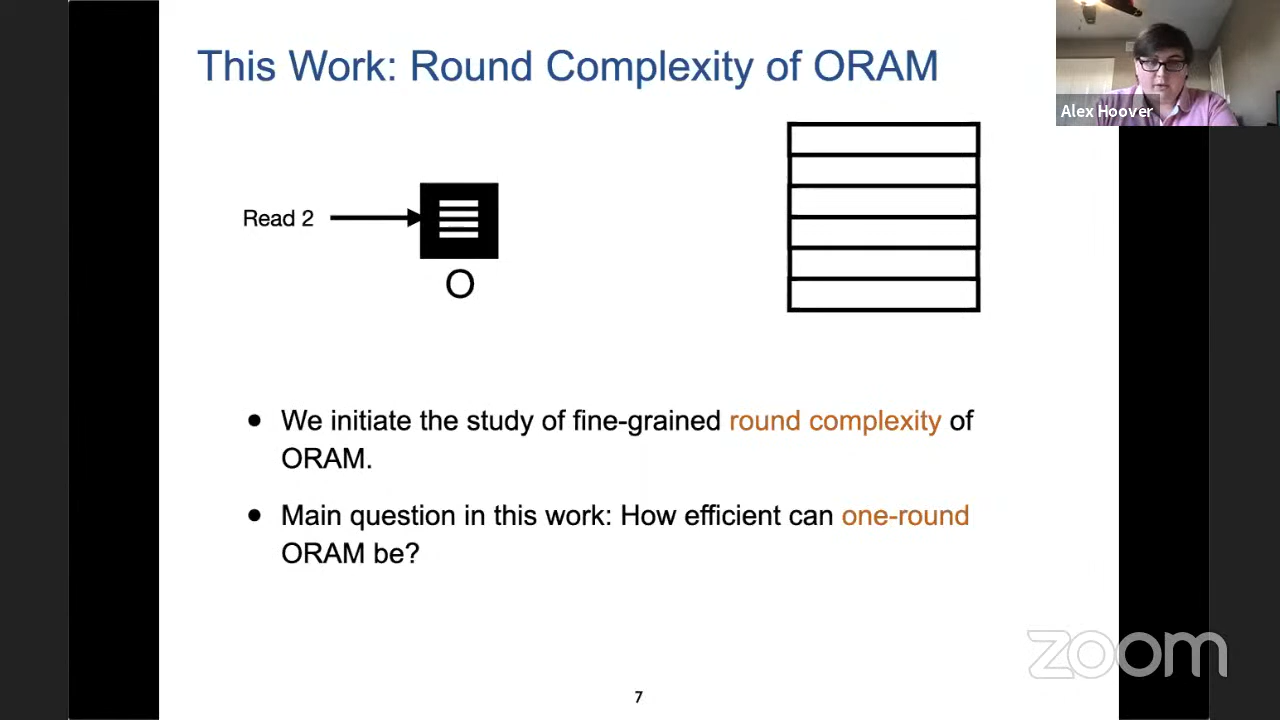 This Work: Round Complexity of ORAM
Alex Hoover
Read 2
O
● We initiate the study of fine-grained round complexity of
ORAM.
● Main question in this work: How efficient can one-round
ORAM be?
zoom
7